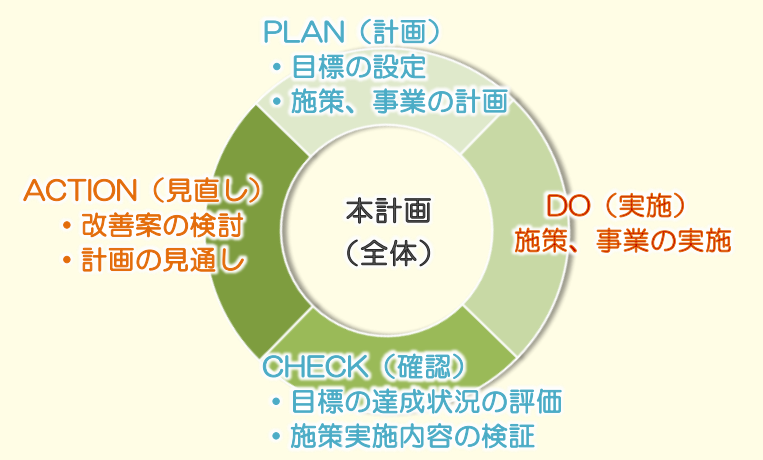 PLAN（計画）
・目標の設定
・施策、事業の計画
ACTION（見直し）
・改善案の検討
・計画の見通し
本計画
（全体）
DO（実施）
施策、事業の実施
CHECK（確認）
・目標の達成状況の評価
・施策実施内容の検証